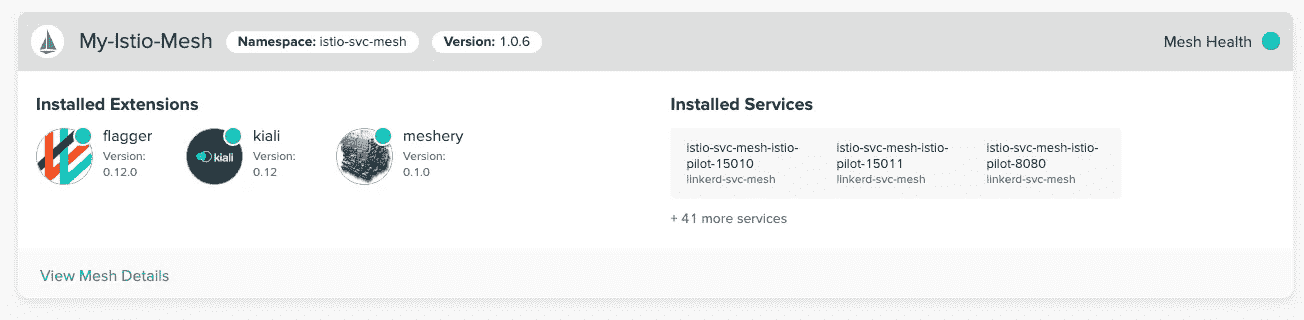 My-Istio-Mesh
Namespace: istio-svc-mesh
Version: 1.0.6
Mesh Health
Installed Extensions
flagger
Version:
0.12.0
kiali
kiali
Version:
0.12
meshery
Version:
0.1.0
Installed Services
istio-svc-mesh-istio-
pilot-15010
linkerd-svc-mesh
istio-svc-mesh-istio-
pilot-15011
linkerd-svc-mesh
istio-svc-mesh-istio-
pilot-8080
linkerd-svc-mesh
+ 41 more services
View Mesh Details